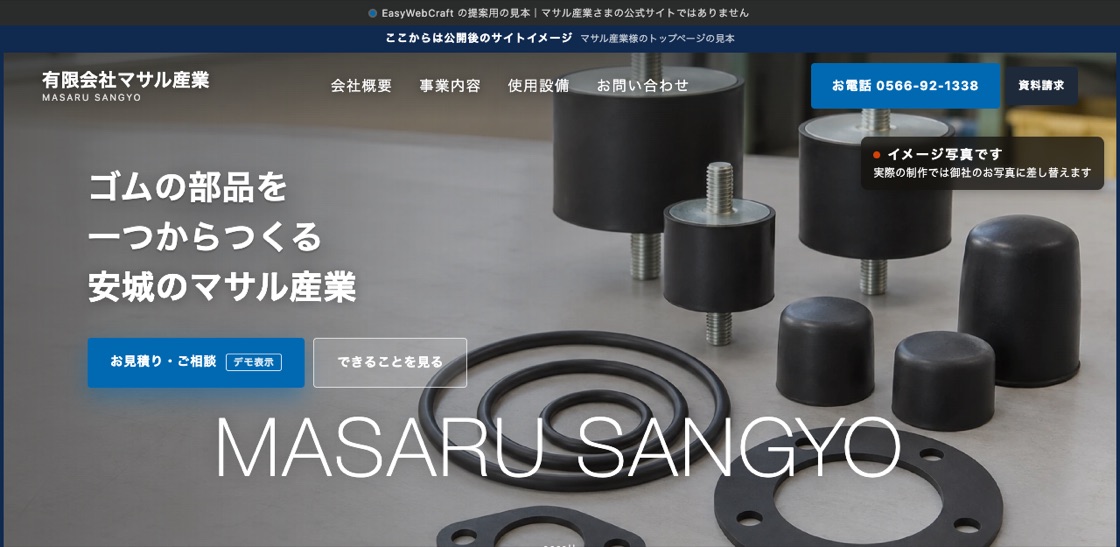 EasyWebCraft の提案用の見本｜マサル産業さまの公式サイトではありません
ここからは公開後のサイトイメージ マサル産業様のトップページの見本
有限会社マサル産業
MASARU SANGYO
会社概要 事業内容 使用設備 お問い合わせ
お電話 0566-92-1338
資料請求
イメージ写真です
実際の制作では御社のお写真に差し替えます
ゴムの部品を
一つからつくる
安城のマサル産業
お見積り・ご相談 デモ表示
できることを見る
MASARU SANGYO